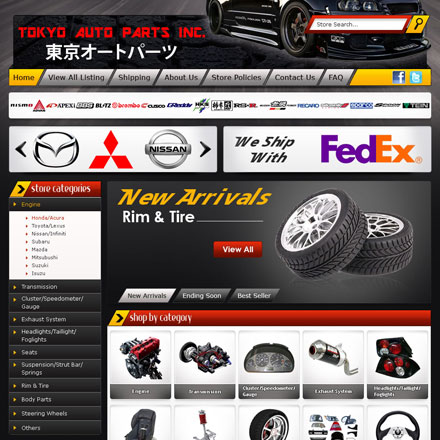 TOKYO AUTO PARTS INC.
東京オートパーツ
Store Search...
Home
View All Listing
Shipping
About Us
Store Policies
Contact Us
FAQ
nismo
APEXi
BLITZ
brembo
CUSCO
GReddy
HKS
RS-R
RECARO
SPARCO
TEIN
mazda
MITSUBISHI
NISSAN
We Ship
With
FedEx
store categories
Engine
Honda/Acura
Toyota/Lexus
Nissan/Infiniti
Subaru
Mazda
Mitsubushi
Suzuki
Isuzu
Transmission
Cluster/Speedometer/
Gauge
Exhaust System
Headlights/Taillight/
Foglights
Seats
Suspension/Strut Bar/
Springs
Rim & Tire
Body Parts
Steering Wheels
Others
New Arrivals
Rim & Tire
View All
New Arrivals
Ending Soon
Best Seller
shop by category
Engine
Transmission
Cluster/Speedometer/
Gauge
Exhaust System
Headlights/Taillight/
Foglights